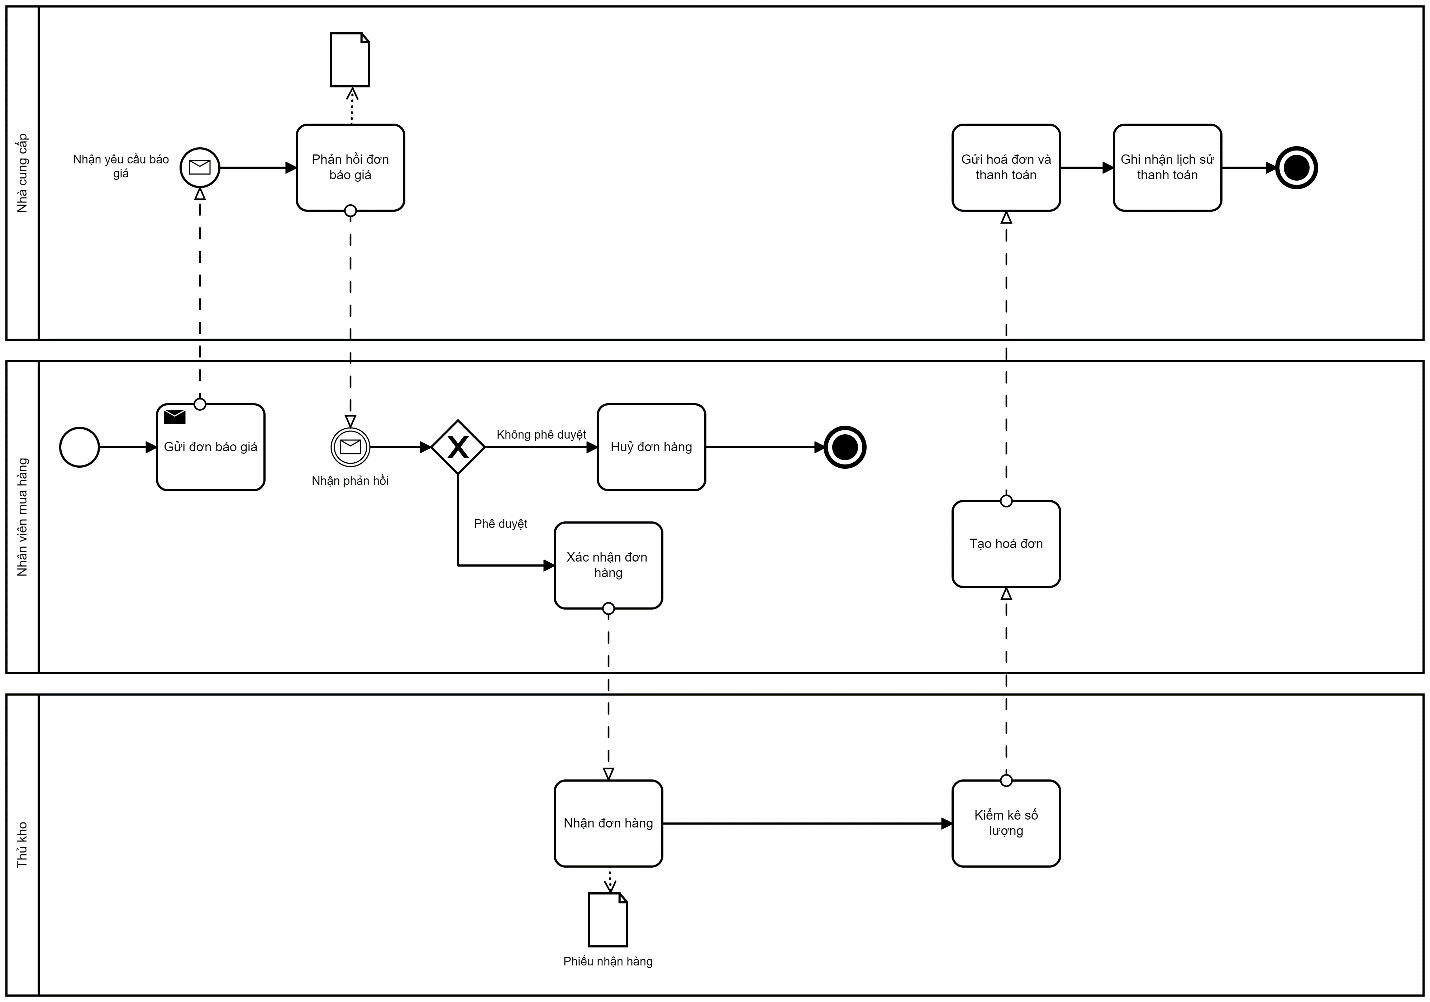 Nhà cung cấp
Nhận yêu cầu báo
giá
Phản hồi đơn
báo giá
Gửi hoá đơn và
thanh toán
Ghi nhận lịch sử
thanh toán
Nhân viên mua hàng
Gửi đơn báo giá
Nhận phản hồi
Không phê duyệt
Huỷ đơn hàng
Phê duyệt
Xác nhận đơn
hàng
Tạo hoá đơn
Thủ kho
Nhận đơn hàng
Kiểm kê số
lượng
Phiếu nhận hàng